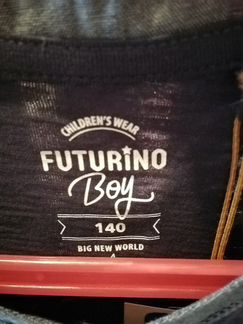 CHILDREN'S WEAR
FUTURINO
Boy
140
BIG NEW WORLD